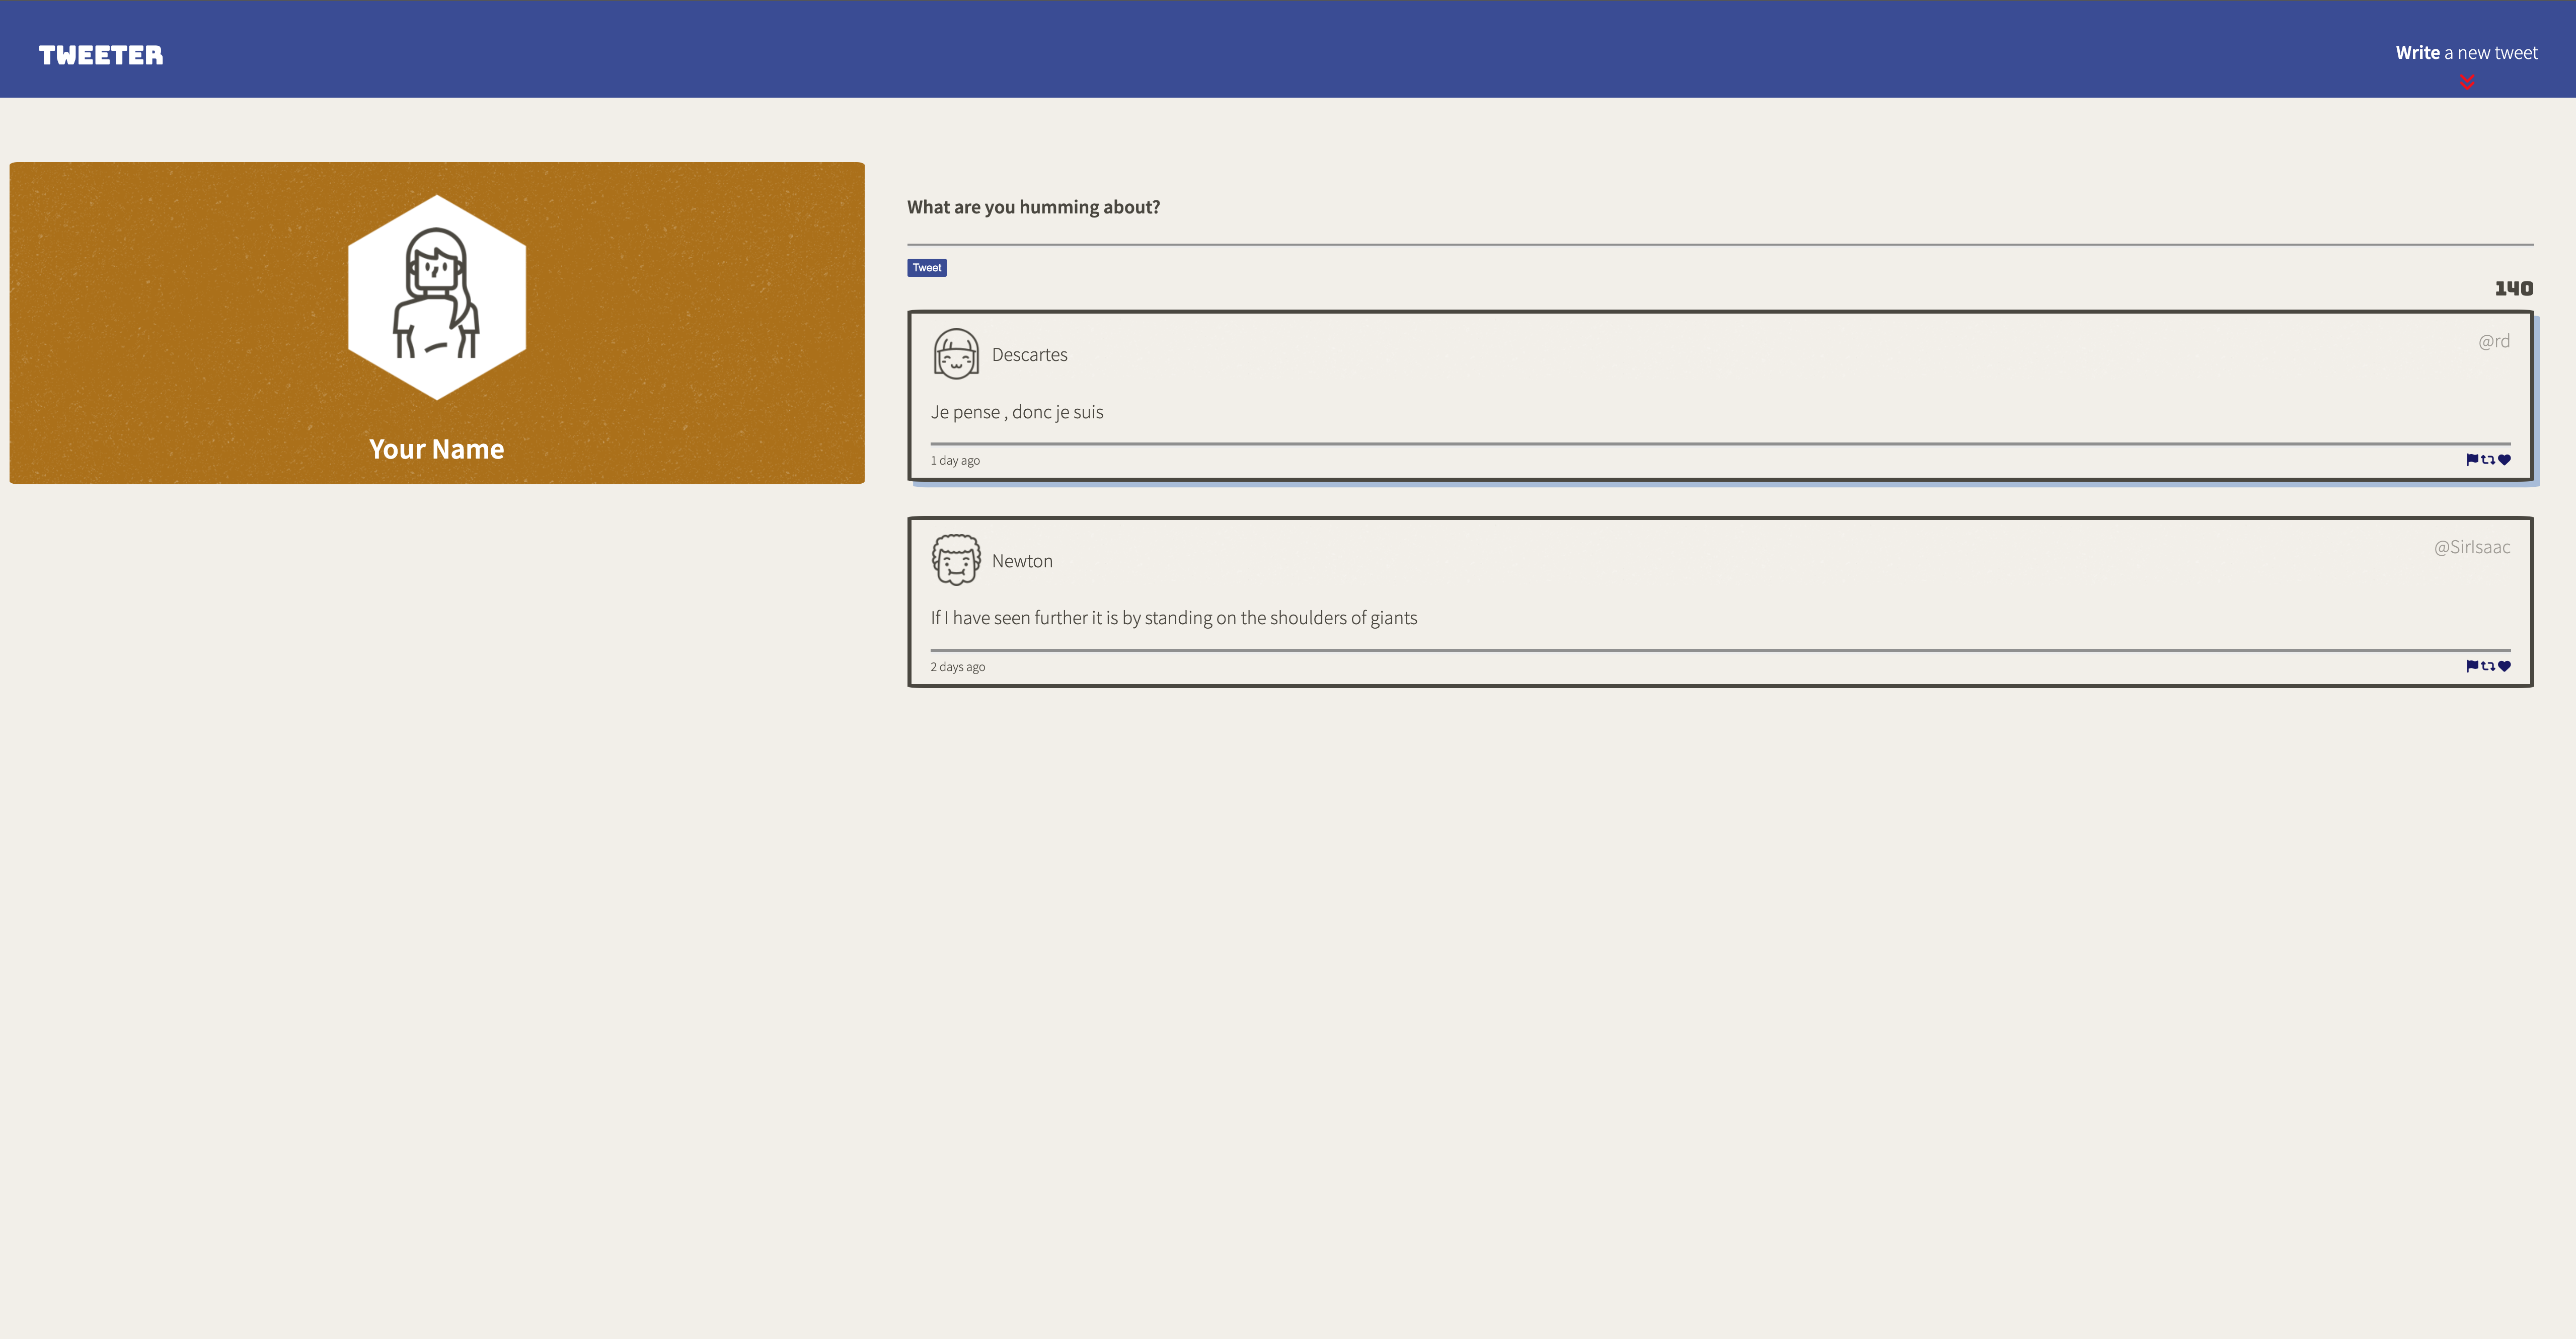 TWEETER
Write a new tweet
Your Name
What are you humming about?
Tweet
140
Descartes
@rd
Je pense , donc je suis
1 day ago
Newton
@SirIsaac
If I have seen further it is by standing on the shoulders of giants
2 days ago